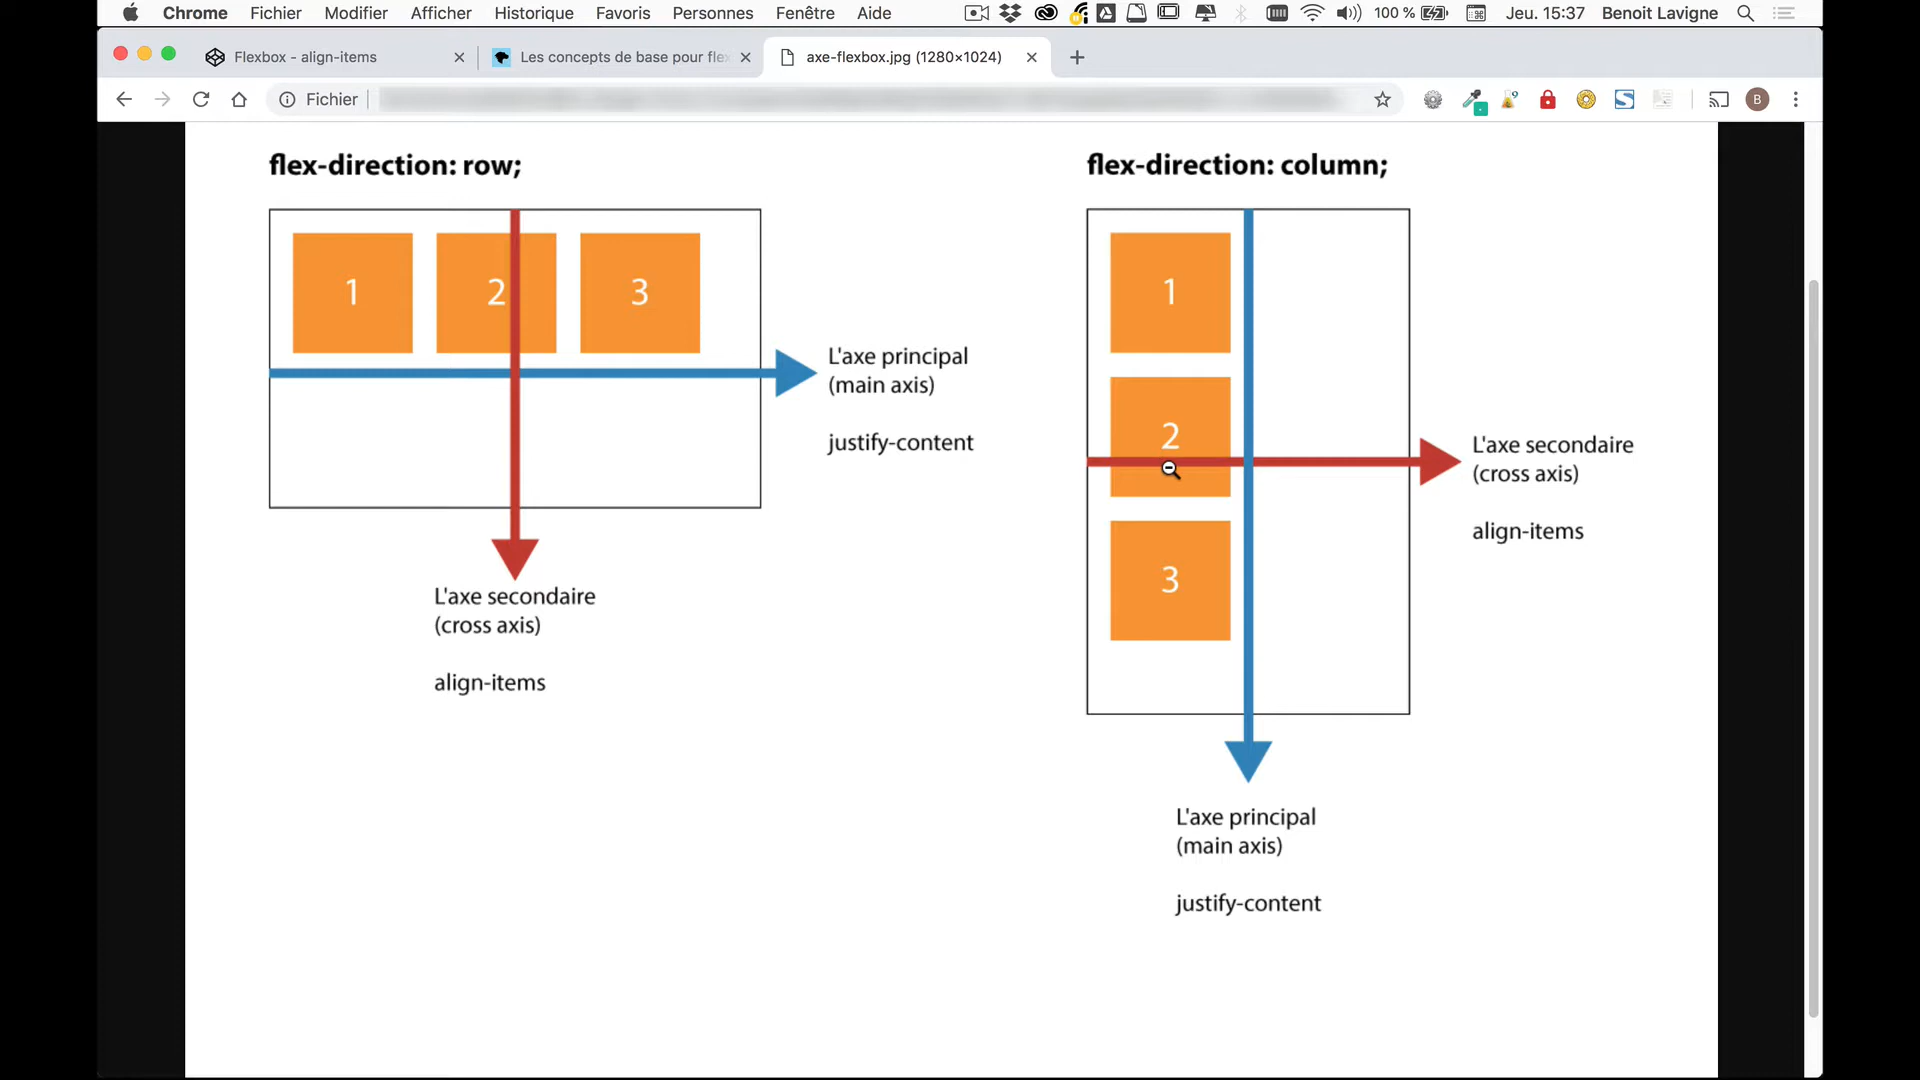 Chrome Fichier Modifier Afficher Historique Favoris Personnes Fenêtre Aide 100 % Jeu. 15:37 Benoit Lavigne
Flexbox - align-items Les concepts de base pour fle axe-flexbox.jpg (1280×1024)
Fichier B
flex-direction: row;
1 2 3
L'axe principal
(main axis)
justify-content
L'axe secondaire
(cross axis)
align-items
flex-direction: column;
1
2
3
L'axe secondaire
(cross axis)
align-items
L'axe principal
(main axis)
justify-content